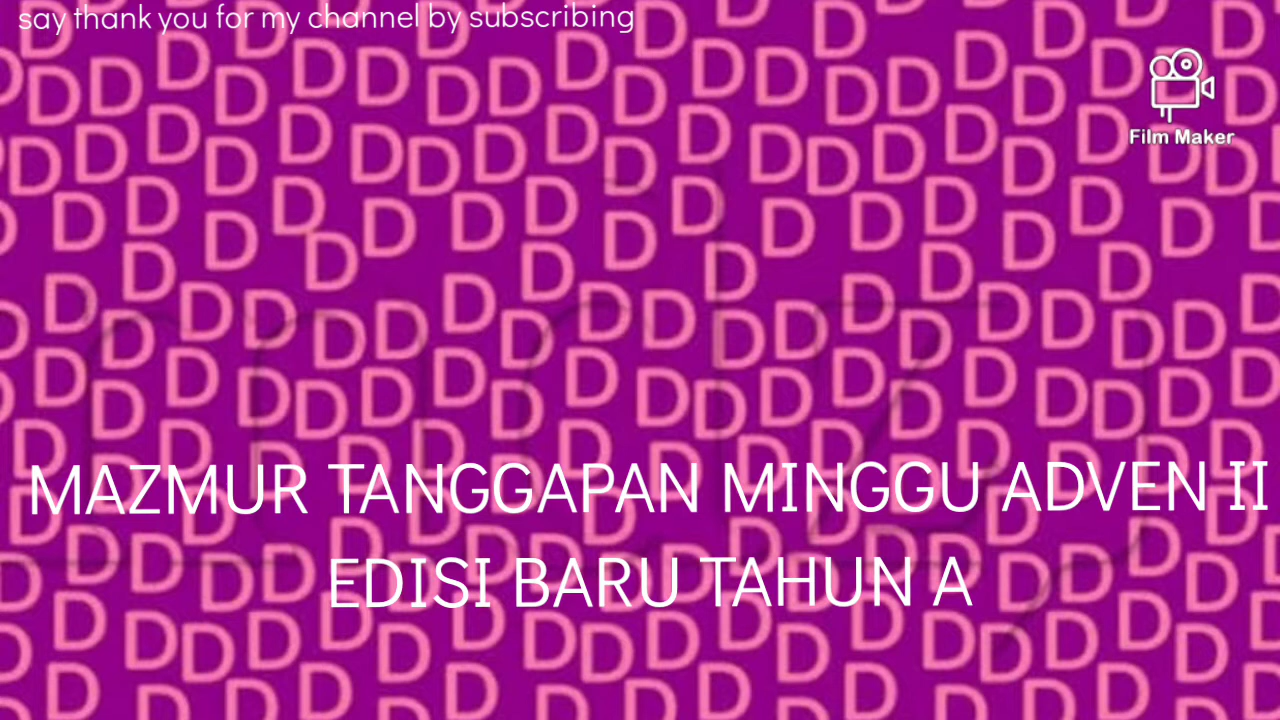 say thank you for my channel by subscribing
Film Maker
MAZMUR TANGGAPAN MINGGU ADVEN II
EDISI BARU TAHUN A